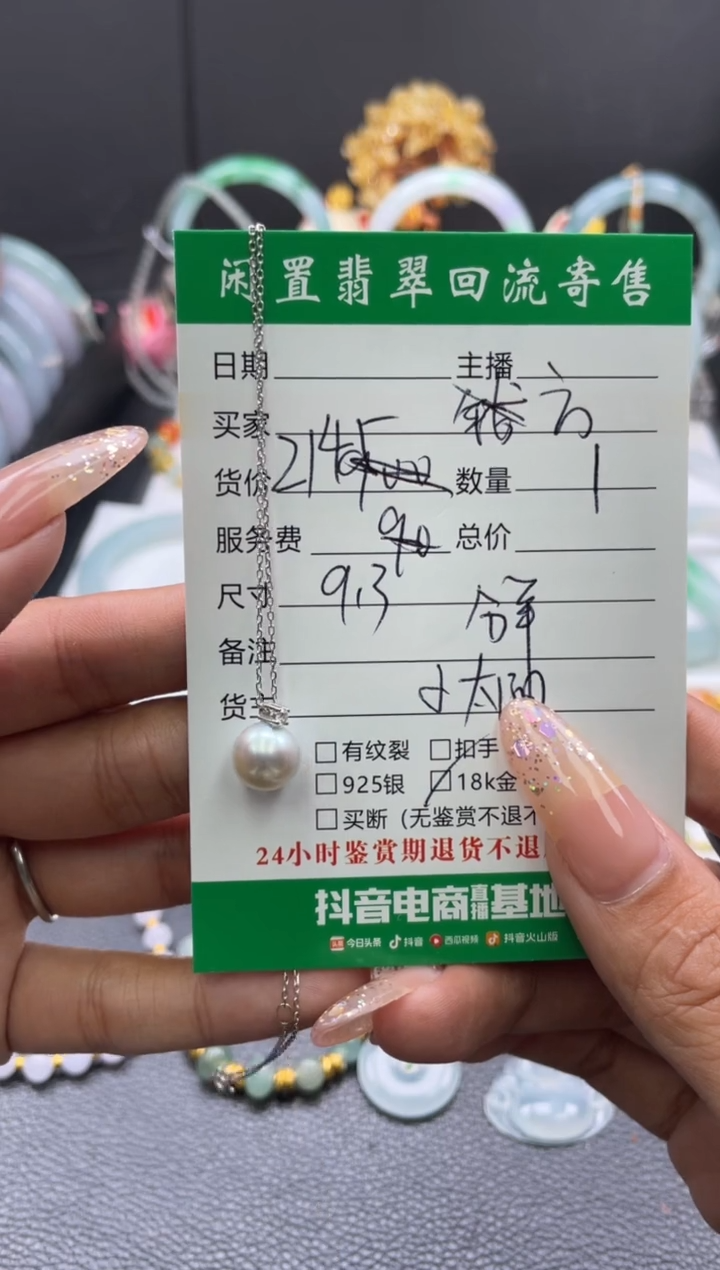 闲置翡翠回流寄售
日期 主播
买家
货价 2145 数量 1
服务费 90 总价
尺寸 9.3
备注
货主
□有纹裂 □扣手
□925银 ☑18k金
□买断（无鉴赏不退不
24小时鉴赏期退货不退
抖音电商直播基地
头条 今日头条 抖音 西瓜视频 抖音火山版